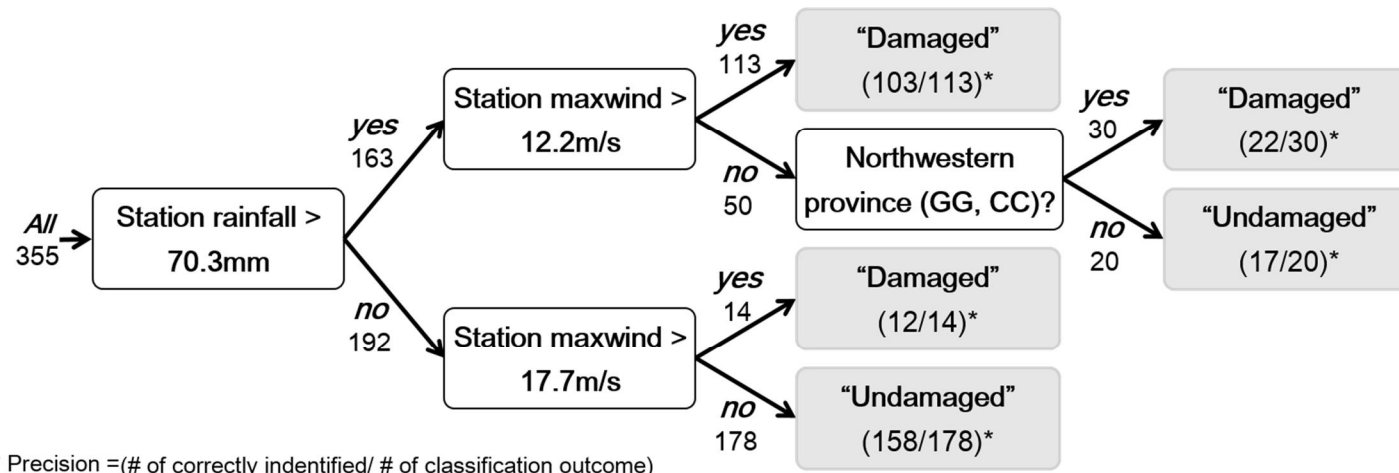 All
355
Station rainfall >
70.3mm
yes
163
no
192
Station maxwind >
12.2m/s
Station maxwind >
17.7m/s
yes
113
no
50
yes
14
no
178
“Damaged”
(103/113)*
Northwestern
province (GG, CC)?
“Damaged”
(12/14)*
“Undamaged”
(158/178)*
yes
30
no
20
“Damaged”
(22/30)*
“Undamaged”
(17/20)*
Precision =(# of correctly indentified/ # of classification outcome)